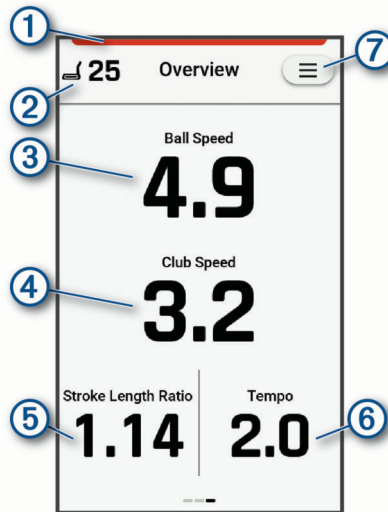 1
25 Overview 7
2
Ball Speed
3
4.9
Club Speed
4
3.2
Stroke Length Ratio Tempo
5 1.14 2.0 6